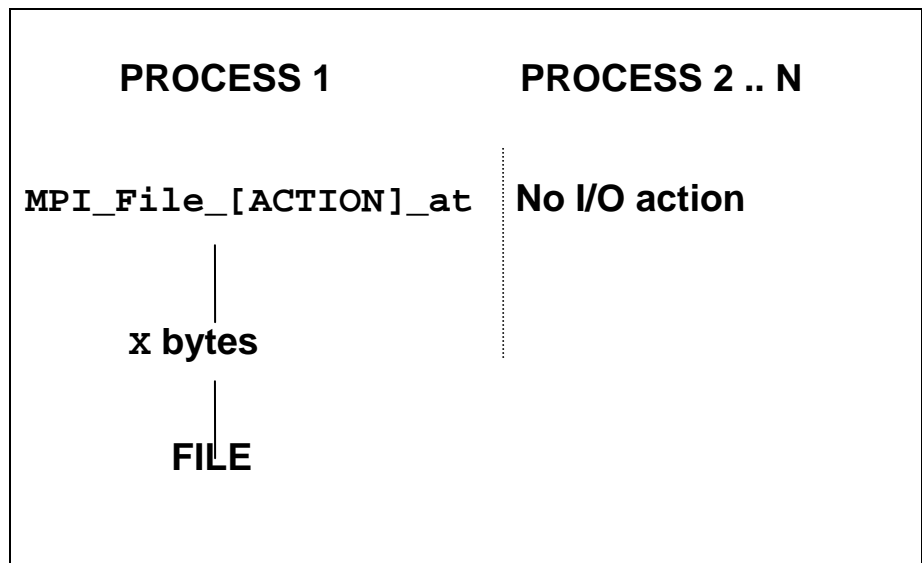 PROCESS 1 PROCESS 2 .. N
MPI_File_[ACTION]_at No I/O action
x bytes
FILE